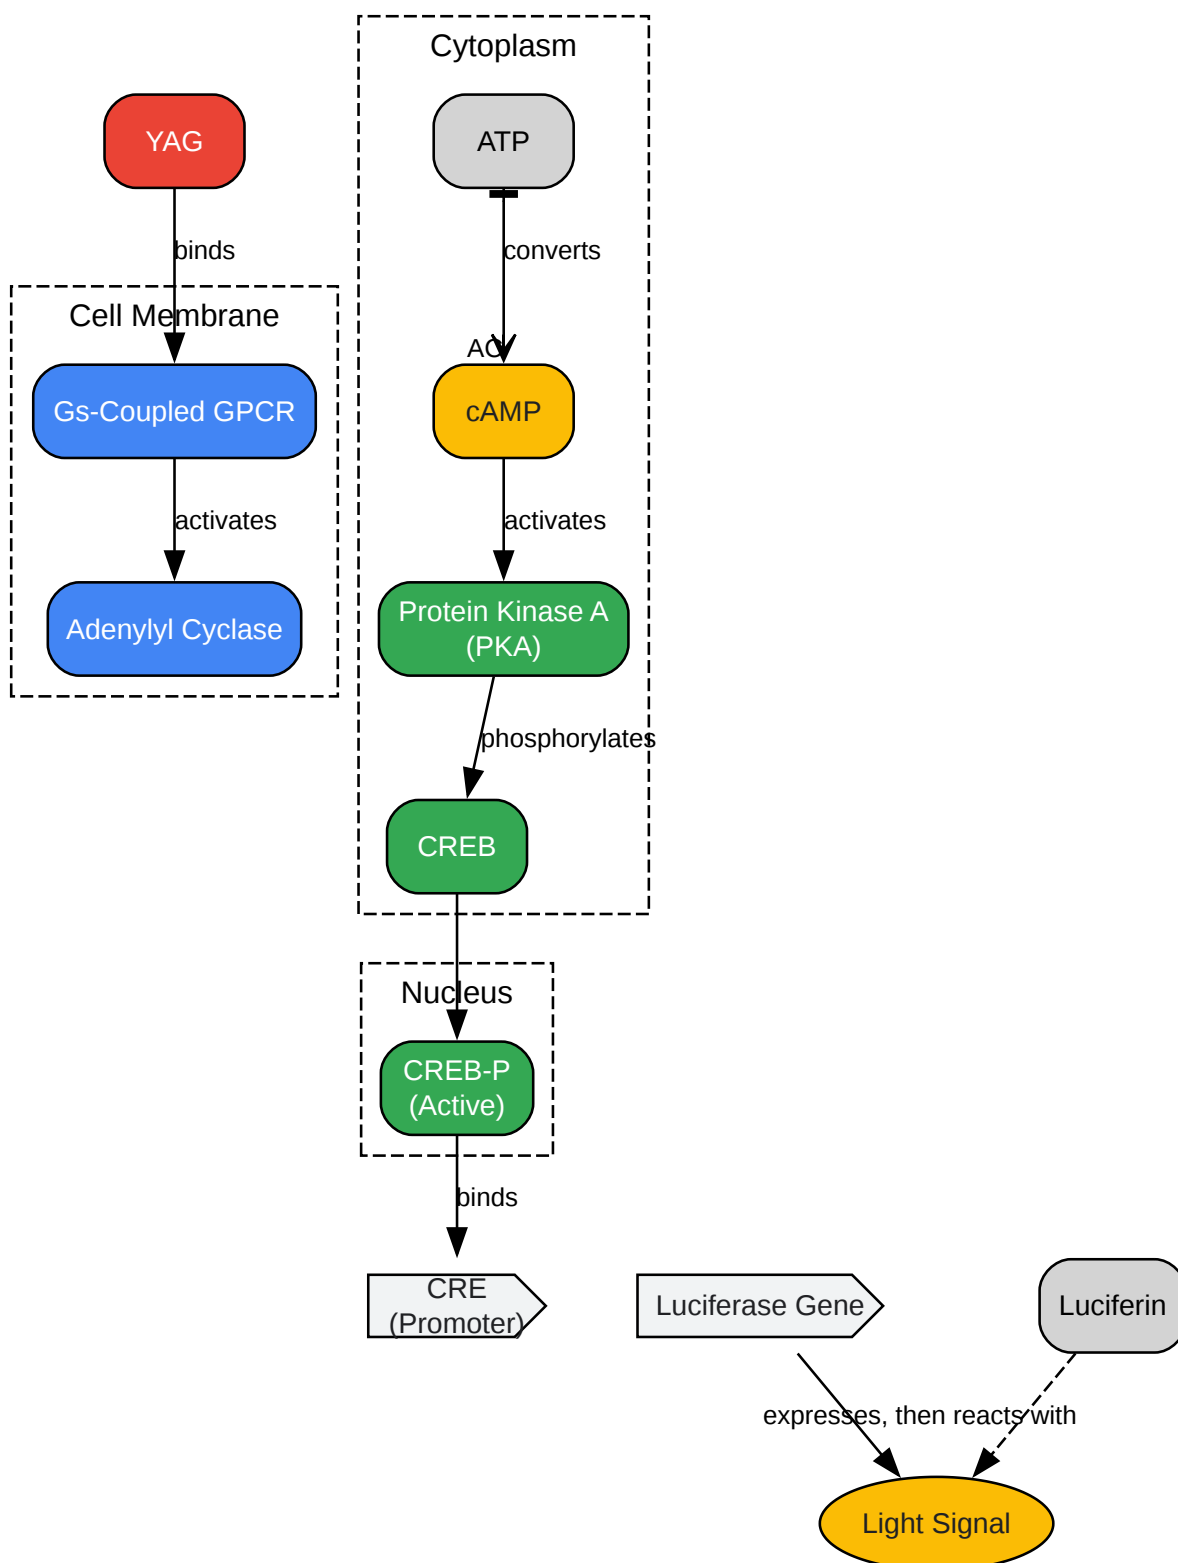 Cytoplasm
YAG
ATP
binds
converts
Cell Membrane
AC
Gs-Coupled GPCR
cAMP
activates
activates
Adenylyl Cyclase
Protein Kinase A
(PKA)
phosphorylates
CREB
Nucleus
CREB-P
(Active)
binds
CRE
(Promoter)
Luciferase Gene
Luciferin
expresses, then reacts with
Light Signal